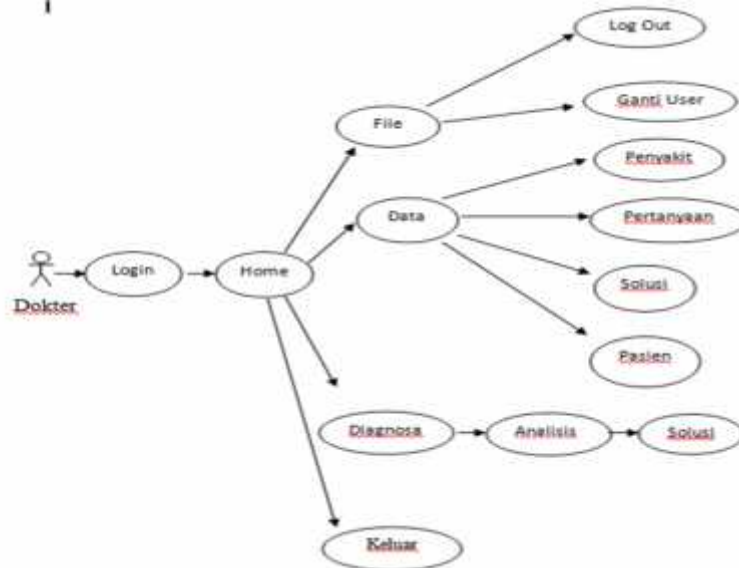 Log Out
File
Ganti User
Penyakit
Data
Pertanyaan
Login
Home
Solusi
Dokter
Pasien
Diagnosa
Analisis
Solusi
Keluar